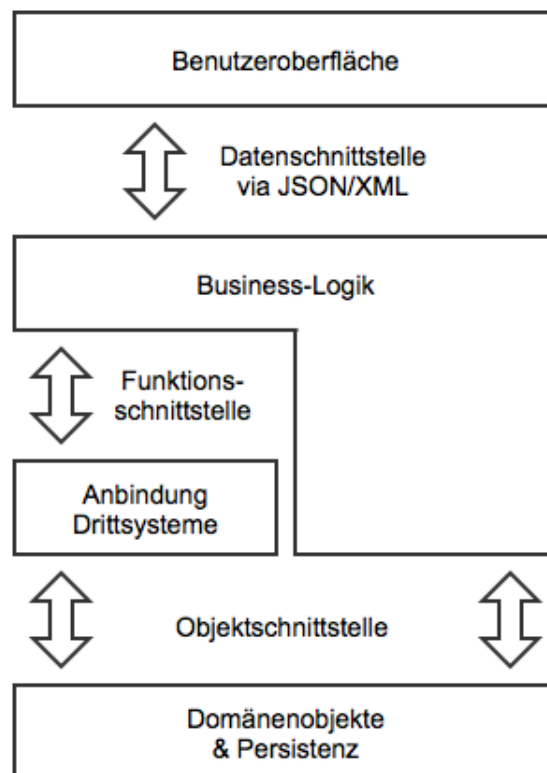 Benutzeroberfläche
Datenschnittstelle
via JSON/XML
Business-Logik
Funktions-
schnittstelle
Anbindung
Drittsysteme
Objektschnittstelle
Domänenobjekte
& Persistenz